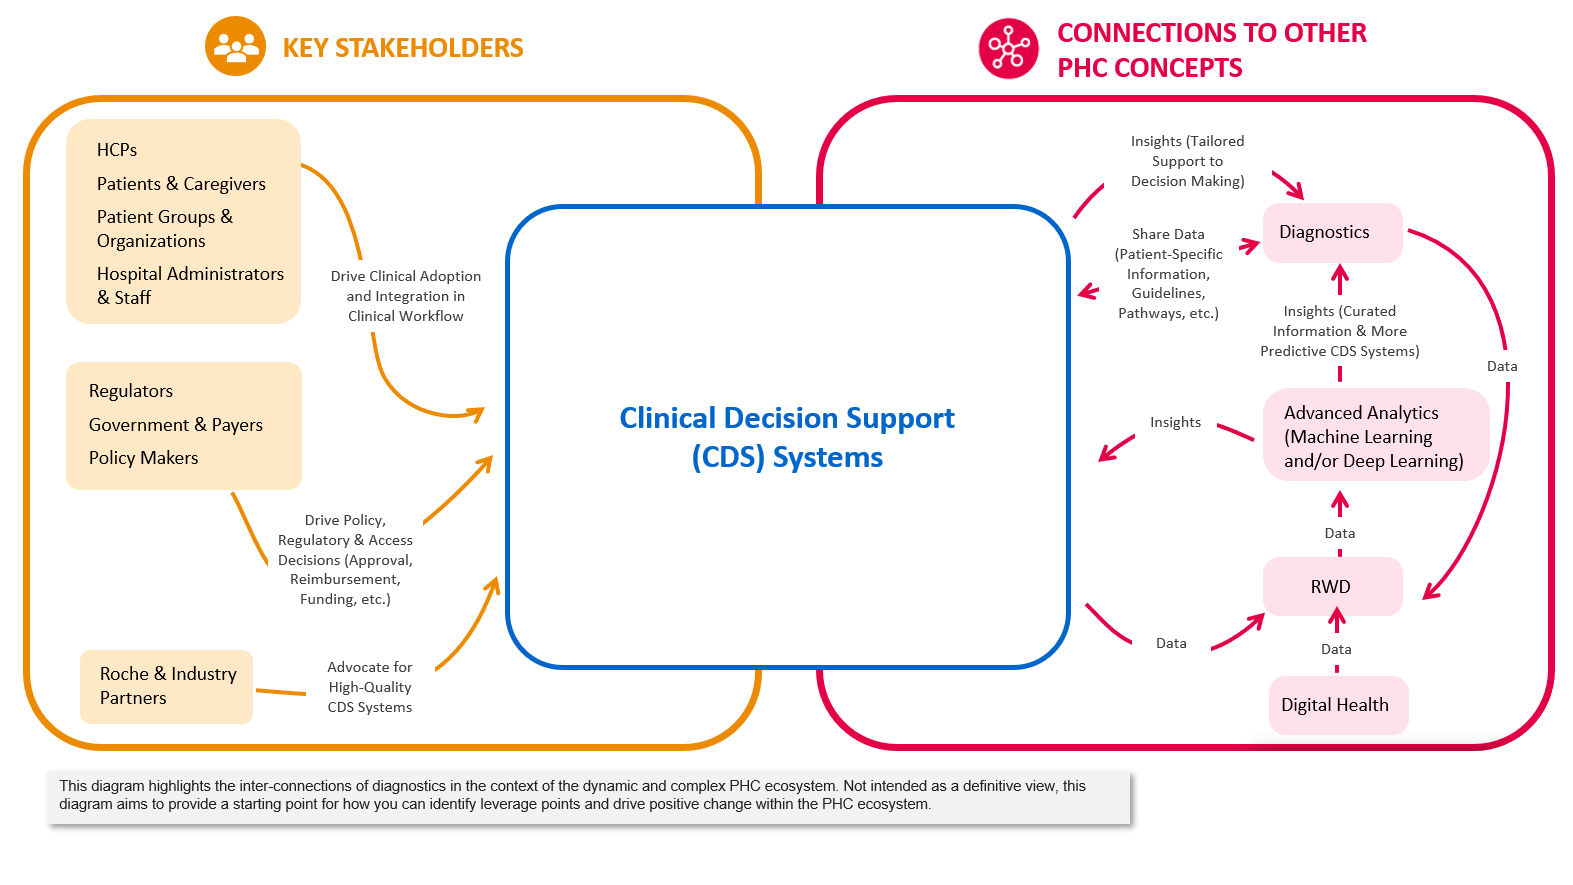 KEY STAKEHOLDERS
CONNECTIONS TO OTHER
PHC CONCEPTS
HCPs
Patients & Caregivers
Patient Groups &
Organizations
Hospital Administrators
& Staff
Drive Clinical Adoption
and Integration in
Clinical Workflow
Regulators
Government & Payers
Policy Makers
Drive Policy,
Regulatory & Access
Decisions (Approval,
Reimbursement,
Funding, etc.)
Roche & Industry
Partners
Advocate for
High-Quality
CDS Systems
Clinical Decision Support
(CDS) Systems
Insights (Tailored
Support to
Decision Making)
Share Data
(Patient-Specific
Information,
Guidelines,
Pathways, etc.)
Diagnostics
Insights (Curated
Information & More
Predictive CDS Systems)
Data
Insights
Advanced Analytics
(Machine Learning
and/or Deep Learning)
Data
RWD
Data
Data
Digital Health
This diagram highlights the inter-connections of diagnostics in the context of the dynamic and complex PHC ecosystem. Not intended as a definitive view, this
diagram aims to provide a starting point for how you can identify leverage points and drive positive change within the PHC ecosystem.